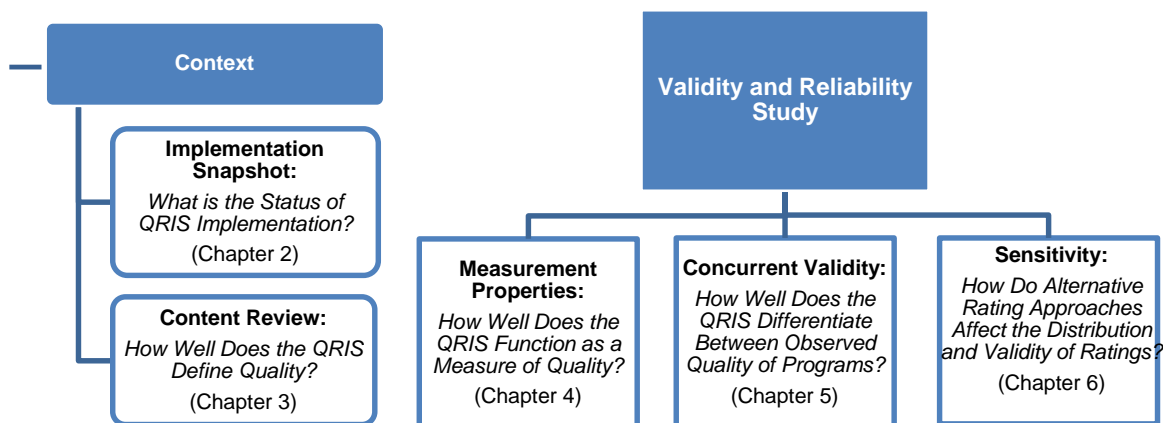 Context
Implementation
Snapshot:
What is the Status of
QRIS Implementation?
(Chapter 2)
Content Review:
How Well Does the QRIS
Define Quality?
(Chapter 3)
Validity and Reliability
Study
Measurement
Properties:
How Well Does the
QRIS Function as a
Measure of Quality?
(Chapter 4)
Concurrent Validity:
How Well Does the
QRIS Differentiate
Between Observed
Quality of Programs?
(Chapter 5)
Sensitivity:
How Do Alternative
Rating Approaches
Affect the Distribution
and Validity of Ratings?
(Chapter 6)